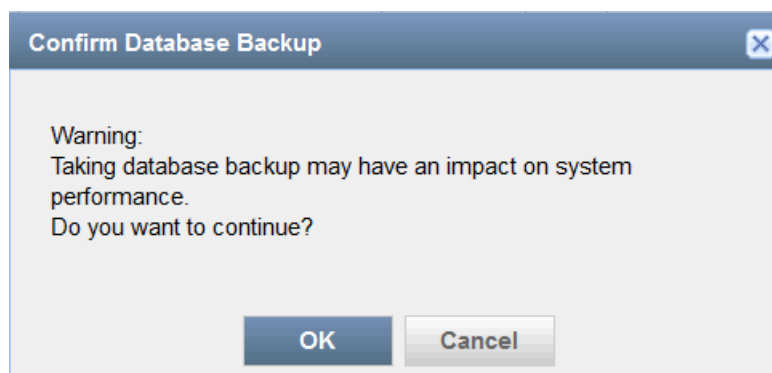 Confirm Database Backup
Warning:
Taking database backup may have an impact on system
performance.
Do you want to continue?
OK
Cancel